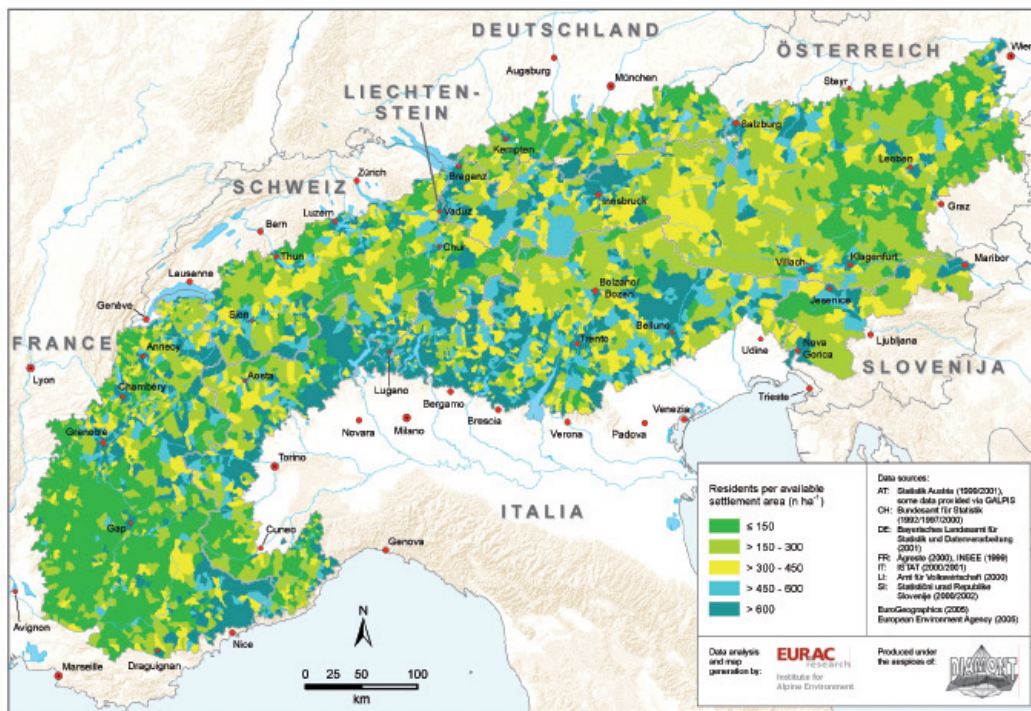 DEUTSCHLAND
ÖSTERREICH
Wien
Augsburg
München
Steyr
LIECHTEN-
STEIN
Salzburg
Kempten
Leoben
Bregenz
Zürich
SCHWEIZ
Innsbruck
Luzern
Vaduz
Graz
Bern
Chur
Thun
Villach
Klagenfurt
Maribor
Lausanne
Bolzano/
Bozen
Jesenice
Genève
Sion
Belluno
Ljubljana
FRANCE
Annecy
Trento
Udine
Nova
Gorica
SLOVENIJA
Lyon
Aosta
Chambéry
Lugano
Trieste
Bergamo
Brescia
Venezia
Grenoble
Novara
Milano
Verona
Padova
Torino
ITALIA
Gap
Cuneo
Genova
Avignon
Nice
Marseille
Draguignan
N
0 25 50 100
km
Residents per available
settlement area (n ha⁻¹)
≤ 150
> 150 - 300
> 300 - 450
> 450 - 600
> 600
Data sources:
AT: Statistik Austria (1999/2001),
some data provided via GALPIS
CH: Bundesamt für Statistik
(1992/1997/2000)
DE: Bayerisches Landesamt für
Statistik und Datenverarbeitung
(2001)
FR: Agreste (2000), INSEE (1999)
IT: ISTAT (2000/2001)
LI: Amt für Volkswirtschaft (2000)
SI: Statistični urad Republike
Slovenije (2000/2002)
EuroGeographics (2005)
European Environment Agency (2005)
Data analysis
and map
generation by:
EURAC
research
Institute for
Alpine Environment
Produced under
the auspices of:
DIAMONT